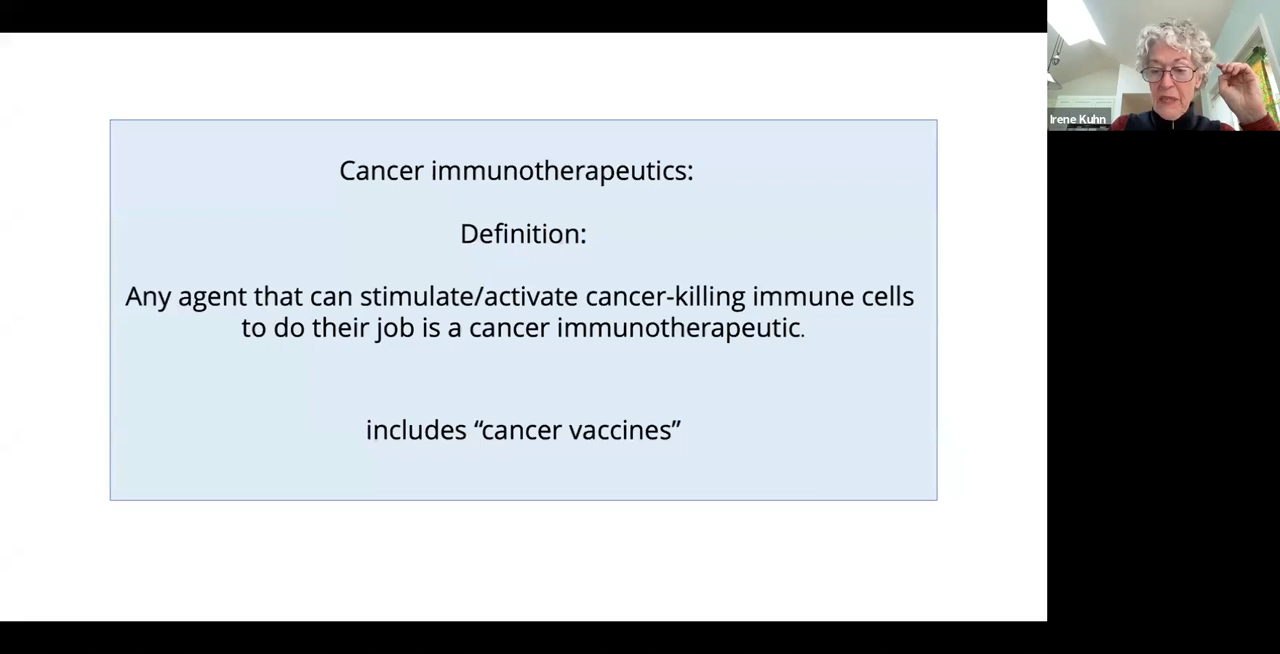 Cancer immunotherapeutics:
Definition:
Any agent that can stimulate/activate cancer-killing immune cells
to do their job is a cancer immunotherapeutic.
includes “cancer vaccines”
Irene Kuhn